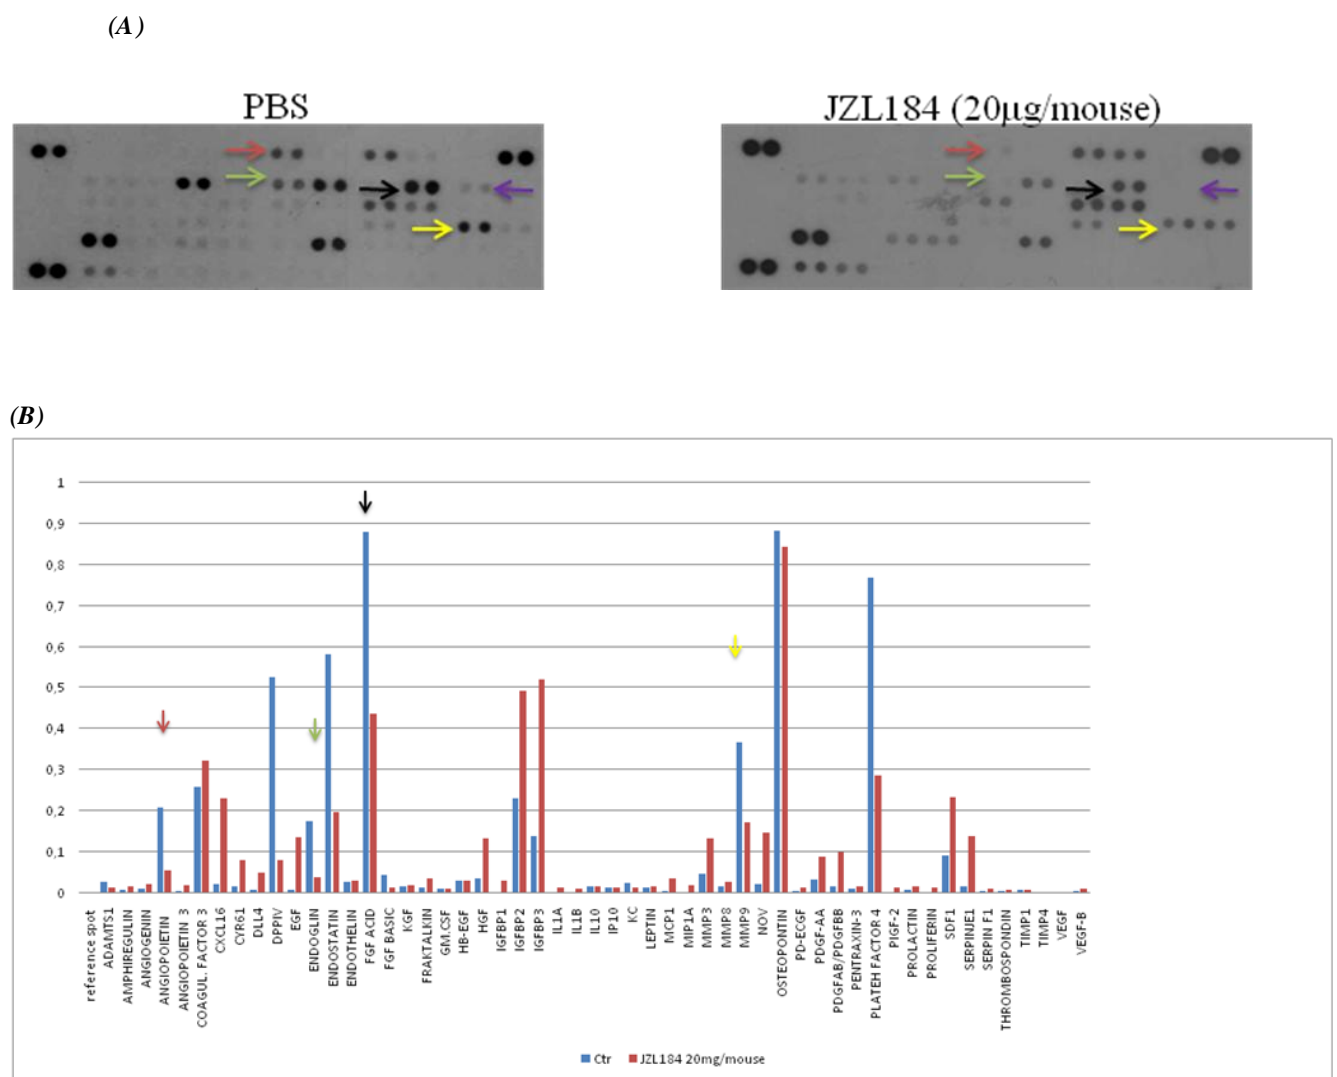 (A)
PBS
JZL184 (20µg/mouse)
(B)
1
0,9
0,8
0,7
0,6
0,5
0,4
0,3
0,2
0,1
0
reference spot
ADAMTS1
AMPHIREGULIN
ANGIOGENIN
ANGIOPOIETIN
ANGIOPOIETIN 3
COAGUL. FACTOR 3
CXCL16
CYR61
DLL4
DPPIV
EGF
ENDOGLIN
ENDOSTATIN
ENDOTHELIN
FGF ACID
FGF BASIC
KGF
FRAKTALKIN
GM.CSF
HB-EGF
HGF
IGFBP1
IGFBP2
IGFBP3
IL1A
IL1B
IL10
IP10
KC
LEPTIN
MCP1
MIP1A
MMP3
MMP8
MMP9
NOV
OSTEOPONTIN
PD-ECGF
PDGF-AA
PDGFAB/PDGFBB
PENTRAXIN-3
PLATEH FACTOR 4
PIGF-2
PROLACTIN
PROLIFERIN
SDF1
SERPINE1
SERPIN F1
THROMBOSPONDIN
TIMP1
TIMP4
VEGF
VEGF-B
Ctr JZL184 20mg/mouse